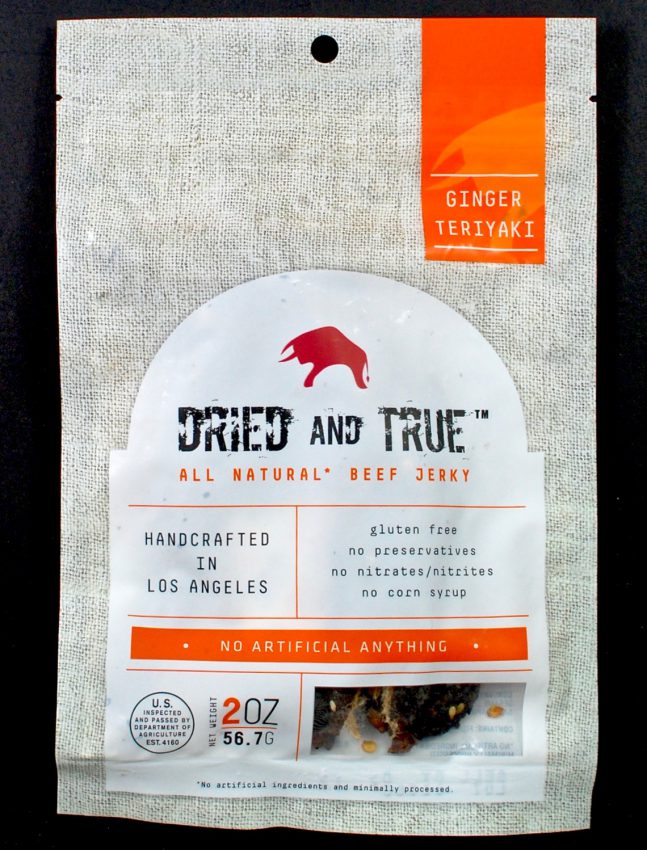 GINGER
TERIYAKI
DRIED AND TRUE™
ALL NATURAL* BEEF JERKY
HANDCRAFTED
IN
LOS ANGELES
gluten free
no preservatives
no nitrates/nitrites
no corn syrup
• NO ARTIFICIAL ANYTHING •
U.S.
INSPECTED
AND PASSED BY
DEPARTMENT OF
AGRICULTURE
EST. 4160
NET WEIGHT
2OZ
56.7G
*No artificial ingredients and minimally processed.